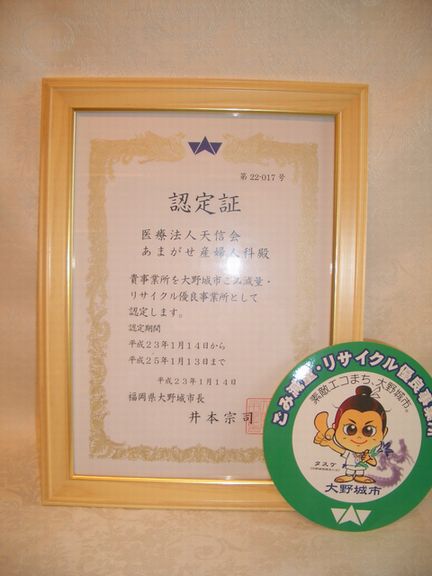 第22-017号
認定証
医療法人天信会
あまがせ産婦人科殿
貴事業所を大野城市ごみ減量・
リサイクル優良事業所として
認定します。
認定期間
平成23年1月14日から
平成25年1月13日まで
平成23年1月14日
福岡県大野城市長
井本宗司
ごみ減量・リサイクル優良事業所
素敵エコまち、大野城市。
大野城市